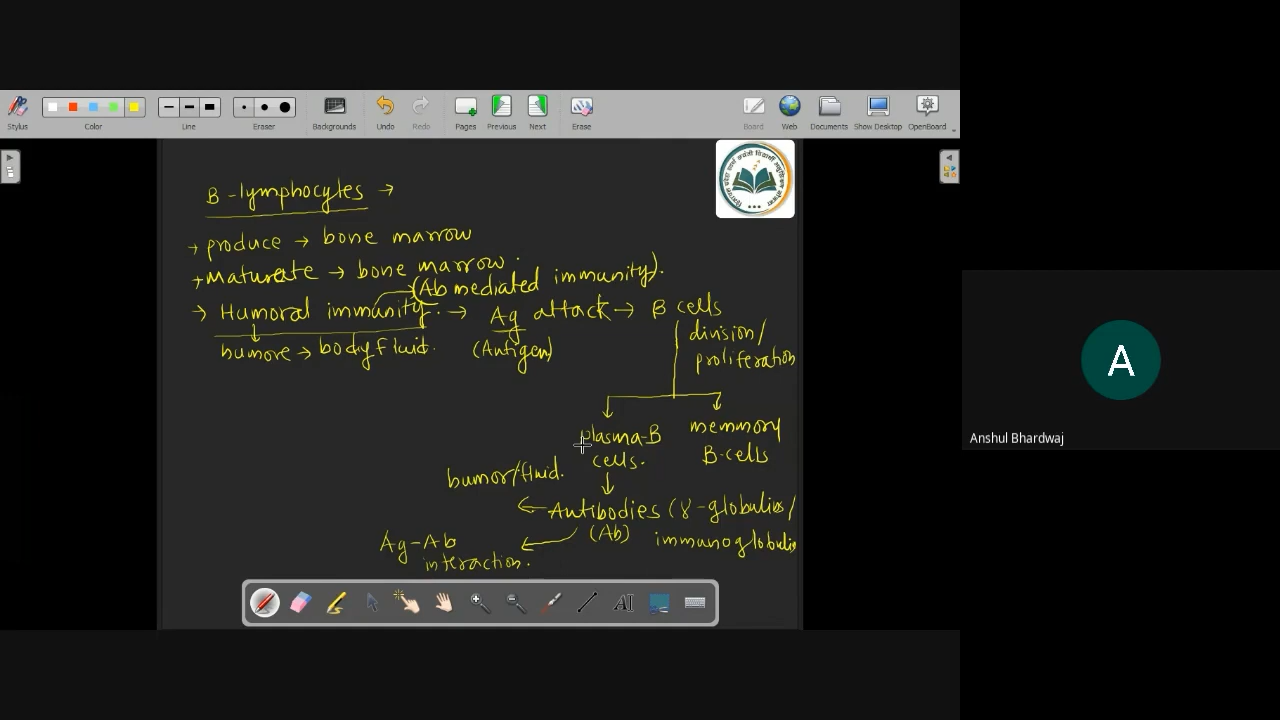 Stylus Color Line Eraser Backgrounds Undo Redo Pages Previous Next Erase Board Web Documents Show Desktop OpenBoard
B-lymphocytes →
→ produce → bone marrow
→ Maturate → bone marrow.
(Ab mediated immunity).
→ Humoral immunity. → Ag attack → B cells
humore → body fluid.
(Antigen)
division/
proliferation
plasma-B
cells.
memmory
B-cells
humor/fluid.
← Antibodies (γ-globulins/
(Ab)
immunoglobulin
Ag-Ab
interaction.
A
Anshul Bhardwaj